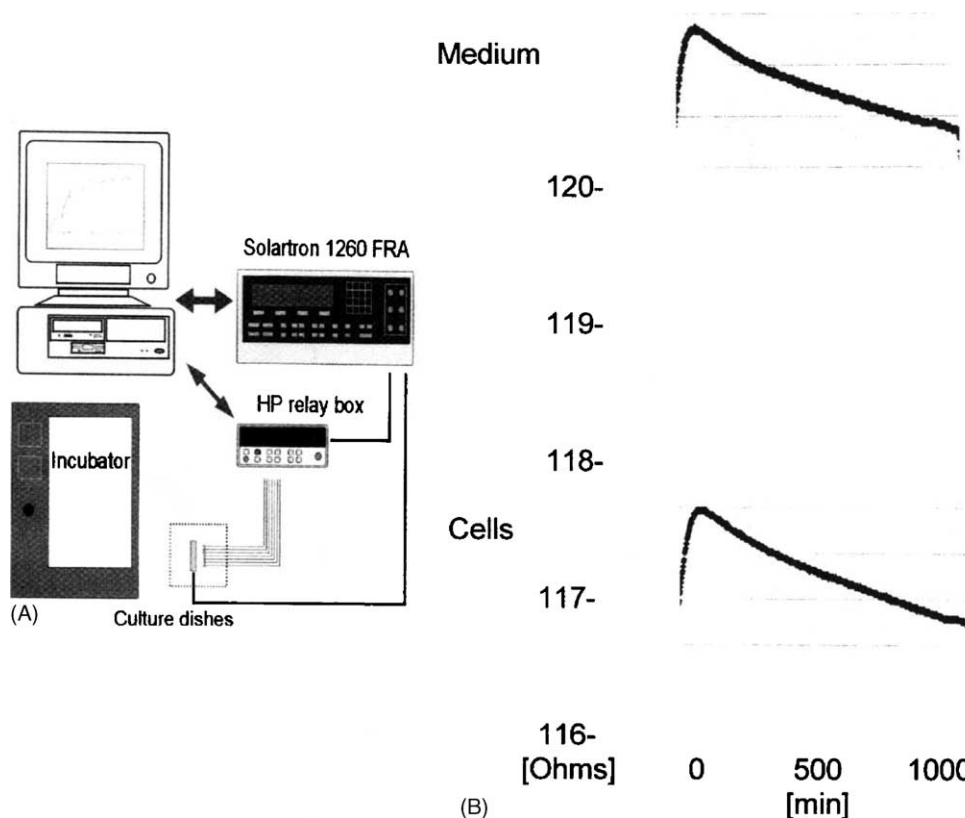 Solartron 1260 FRA
HP relay box
Incubator
(A)
Culture dishes
Medium
120-
119-
118-
Cells
117-
116-
[Ohms]
0
500
1000
[min]
(B)